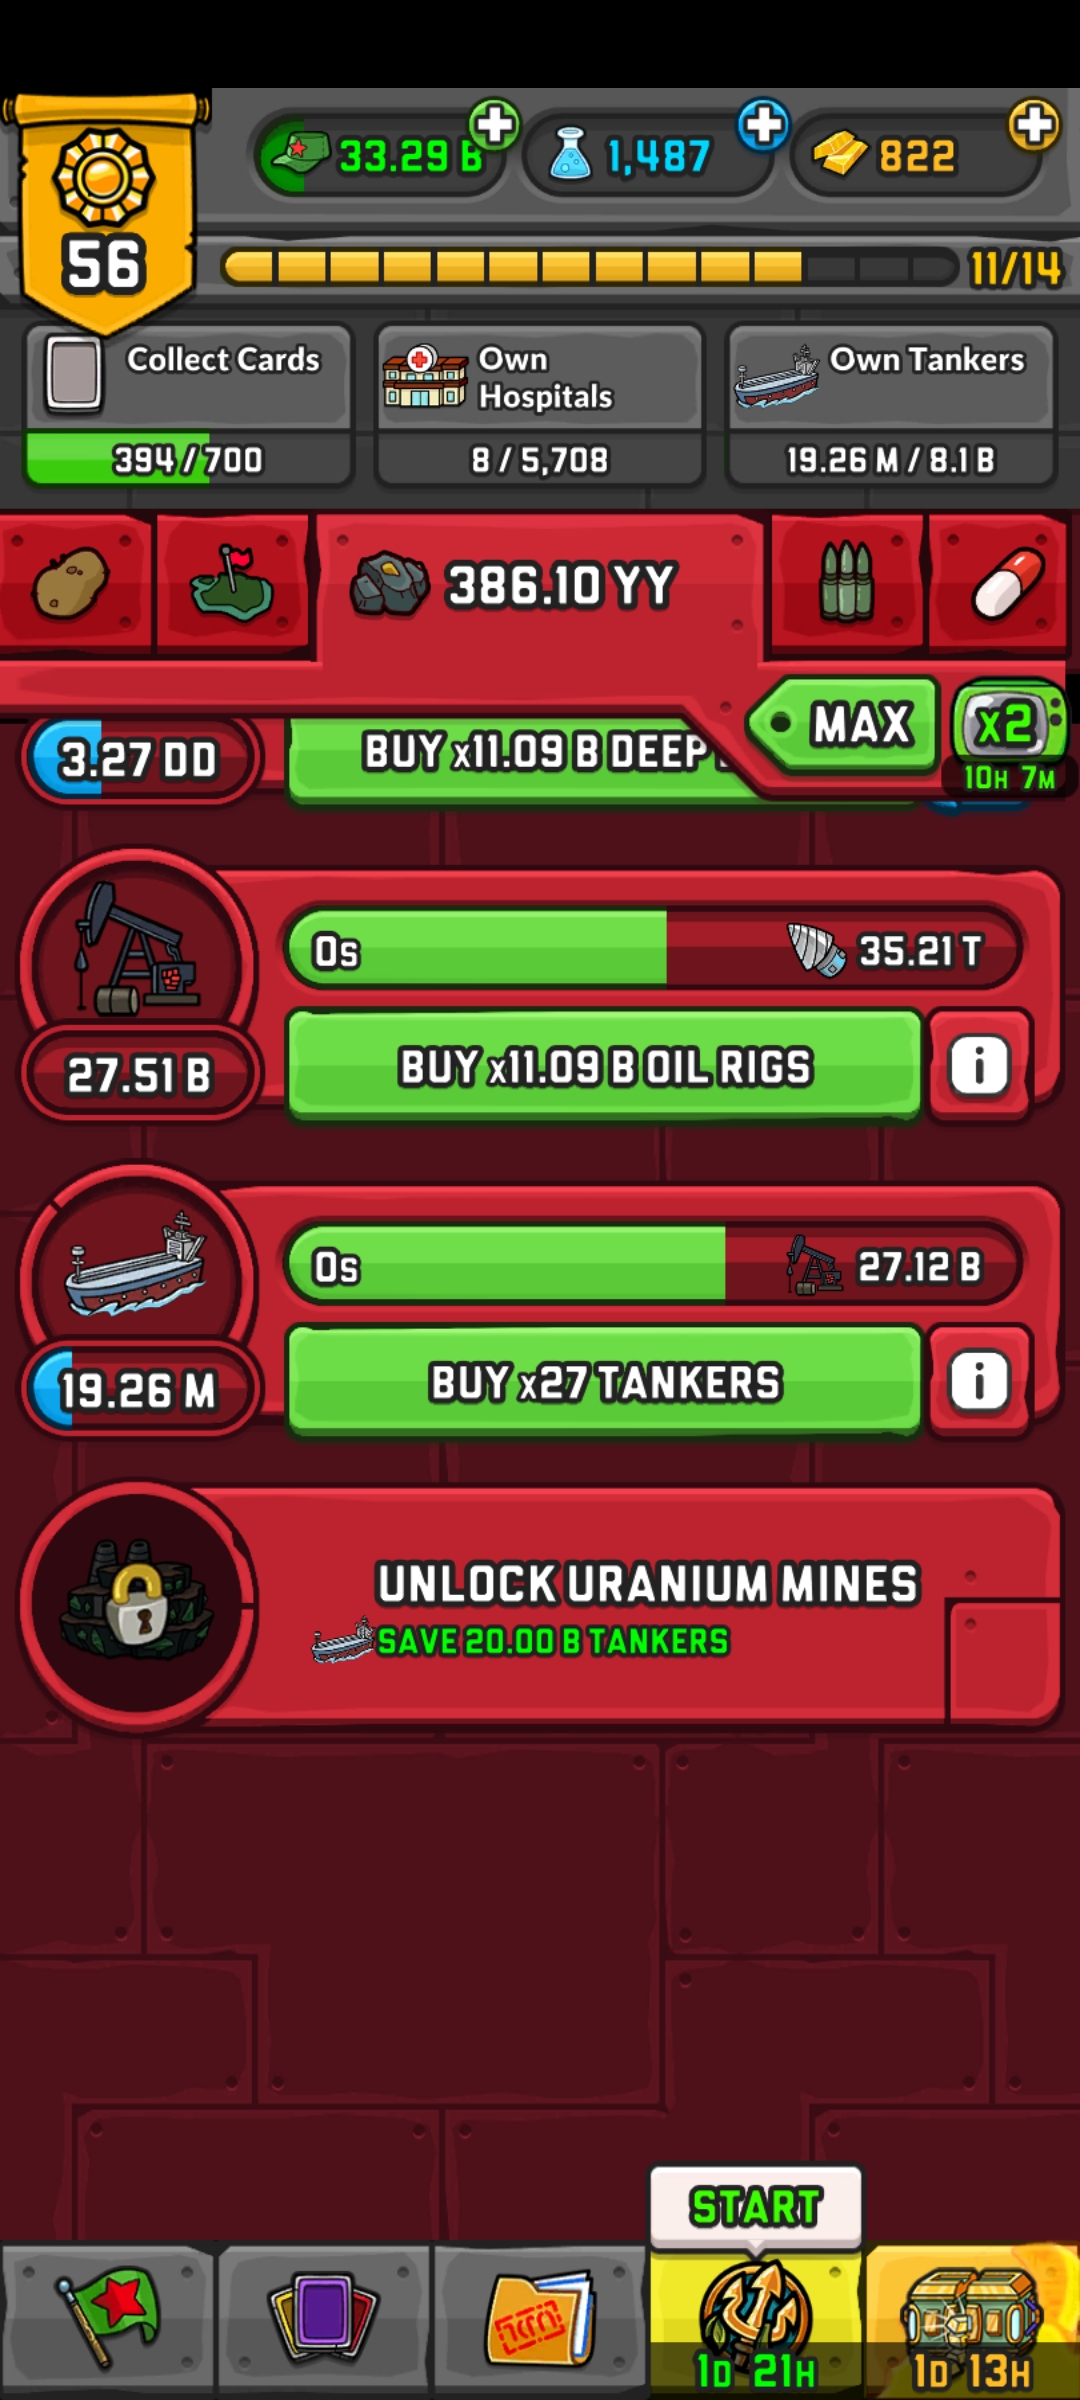 56
33.29 B
1,487
822
11/14
Collect Cards
394/700
Own
Hospitals
8/5,708
Own Tankers
19.26 M/8.1 B
386.10 YY
MAX
x2
10H 7M
3.27 DD
BUY x11.09 B DEEP
0s
35.21 T
27.51 B
BUY x11.09 B OIL RIGS
i
0s
27.12 B
19.26 M
BUY x27 TANKERS
i
UNLOCK URANIUM MINES
SAVE 20.00 B TANKERS
START
1D 21H
1D 13H